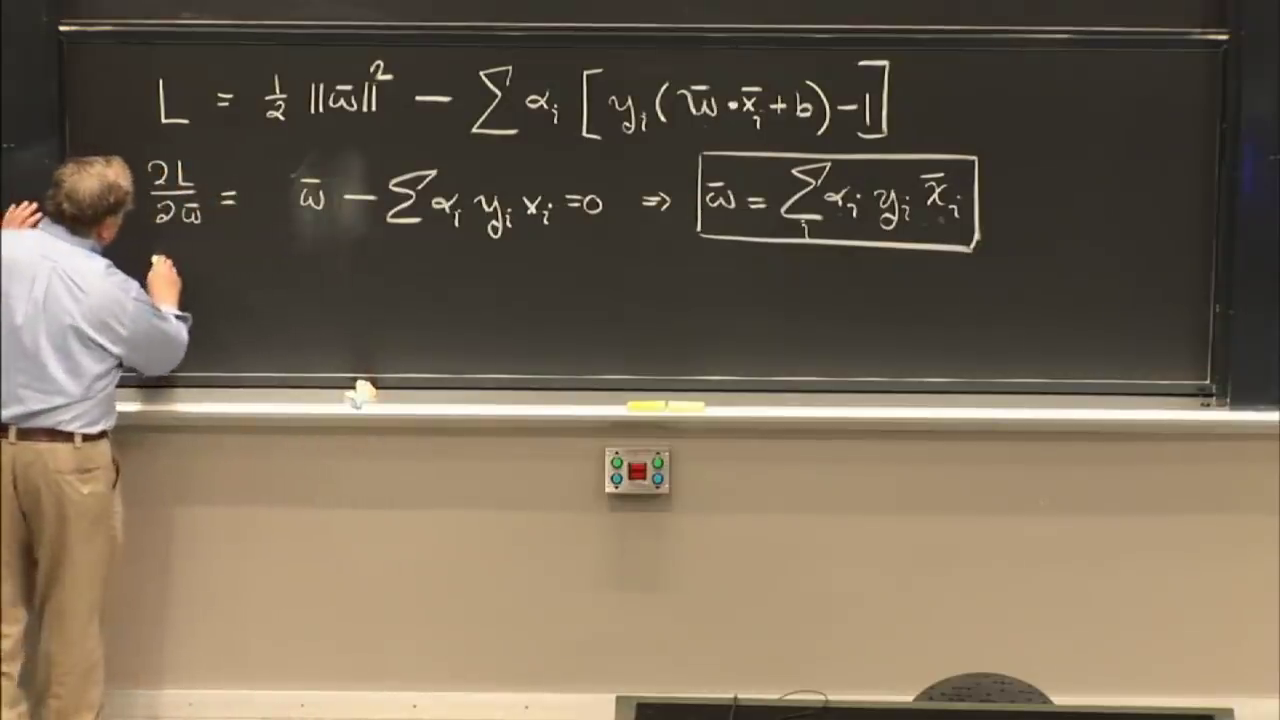 L = 1/2 ||w̄||² - ∑ αᵢ [ yᵢ ( w̄ · x̄ᵢ + b ) - 1 ]
∂L/∂w̄ = w̄ - ∑ αᵢ yᵢ xᵢ = 0 ⇒ w̄ = ∑ᵢ αᵢ yᵢ x̄ᵢ